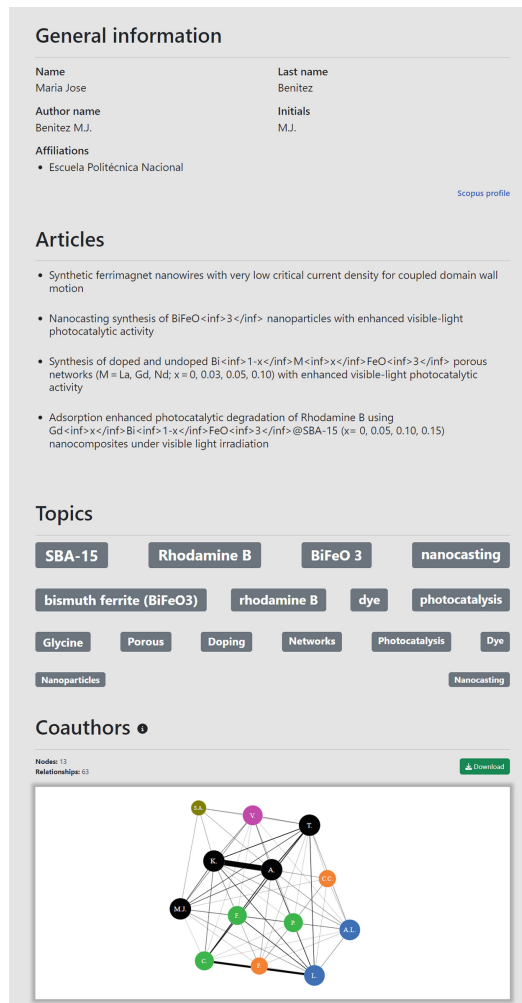 General information
Name
Last name
Maria Jose
Benitez
Author name
Initials
Benitez M.J.
M.J.
Affiliations
• Escuela Politécnica Nacional
Scopus profile
Articles
• Synthetic ferrimagnet nanowires with very low critical current density for coupled domain wall
motion
• Nanocasting synthesis of BiFeO<inf>3</inf> nanoparticles with enhanced visible-light
photocatalytic activity
• Synthesis of doped and undoped Bi<inf>1-x</inf>M<inf>x</inf>FeO<inf>3</inf> porous
networks (M = La, Gd, Nd; x = 0, 0.03, 0.05, 0.10) with enhanced visible-light photocatalytic
activity
• Adsorption enhanced photocatalytic degradation of Rhodamine B using
Gd<inf>x</inf>Bi<inf>1-x</inf>FeO<inf>3</inf>@SBA-15 (x= 0, 0.05, 0.10, 0.15)
nanocomposites under visible light irradiation
Topics
SBA-15 Rhodamine B BiFeO 3 nanocasting
bismuth ferrite (BiFeO3) rhodamine B dye photocatalysis
Glycine Porous Doping Networks Photocatalysis Dye
Nanoparticles Nanocasting
Coauthors
Nodes: 13
Relationships: 63
Download
S.A.
V.
T.
K.
A.
C.C.
M.J.
P.
A.L.
C.
L.